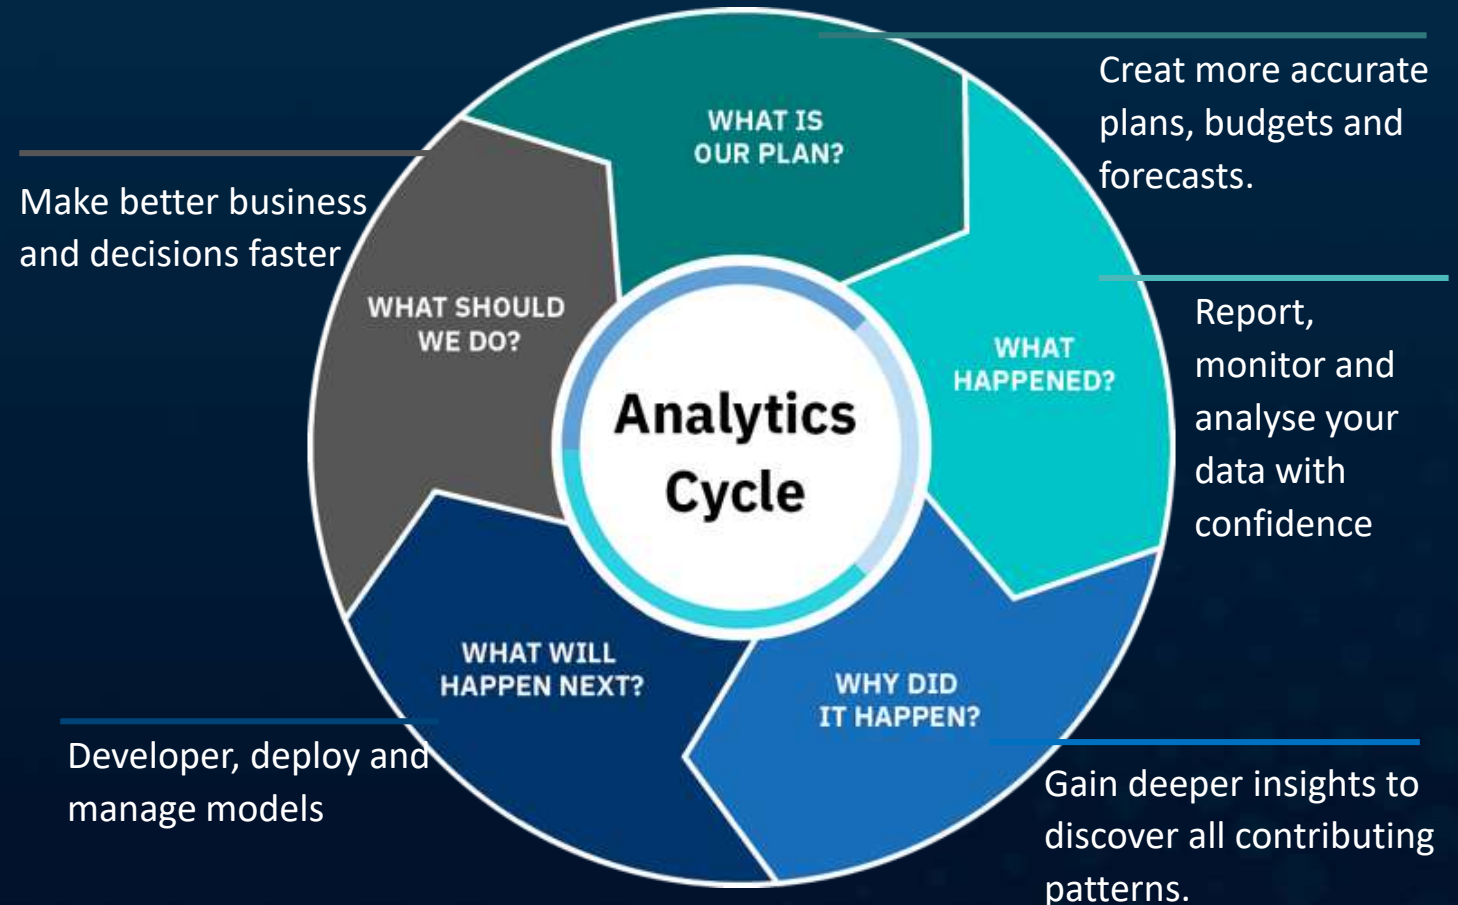 WHAT IS
OUR PLAN?
Creat more accurate
plans, budgets and
forecasts.
WHAT
HAPPENED?
Report,
monitor and
analyse your
data with
confidence
WHY DID
IT HAPPEN?
Gain deeper insights to
discover all contributing
patterns.
WHAT WILL
HAPPEN NEXT?
Developer, deploy and
manage models
WHAT SHOULD
WE DO?
Make better business
and decisions faster
Analytics
Cycle